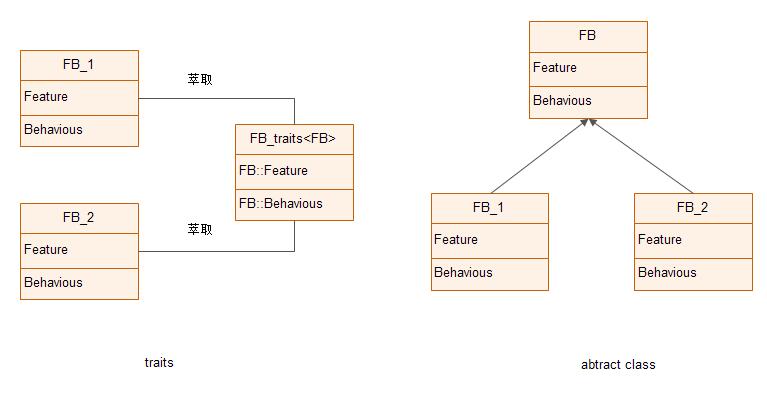 FB_1
Feature
Behavious
萃取
FB_traits<FB>
FB::Feature
FB::Behavious
FB_2
Feature
Behavious
萃取
traits
FB
Feature
Behavious
FB_1
Feature
Behavious
FB_2
Feature
Behavious
abtract class